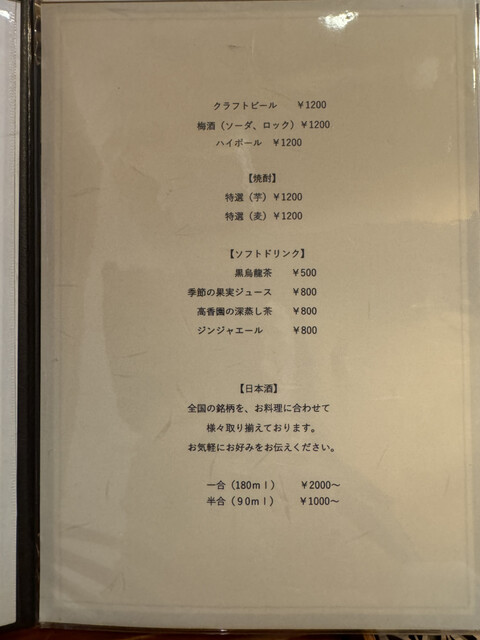 クラフトビール ￥1200
梅酒（ソーダ、ロック）￥1200
ハイボール ￥1200
【焼酎】
特選（芋）￥1200
特選（麦）￥1200
【ソフトドリンク】
黒烏龍茶 ￥500
季節の果実ジュース ￥800
高香園の深蒸し茶 ￥800
ジンジャエール ￥800
【日本酒】
全国の銘柄を、お料理に合わせて
様々取り揃えております。
お気軽にお好みをお伝えください。
一合（180ｍｌ） ￥2000～
半合（９0ｍｌ） ￥1000～